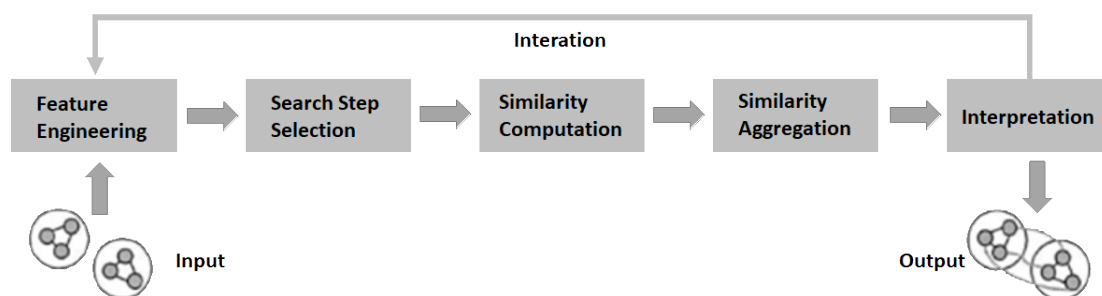 Interation
Feature
Engineering
Search Step
Selection
Similarity
Computation
Similarity
Aggregation
Interpretation
Input
Output